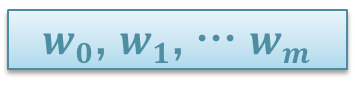 w₀, w₁, ⋯ wₘ